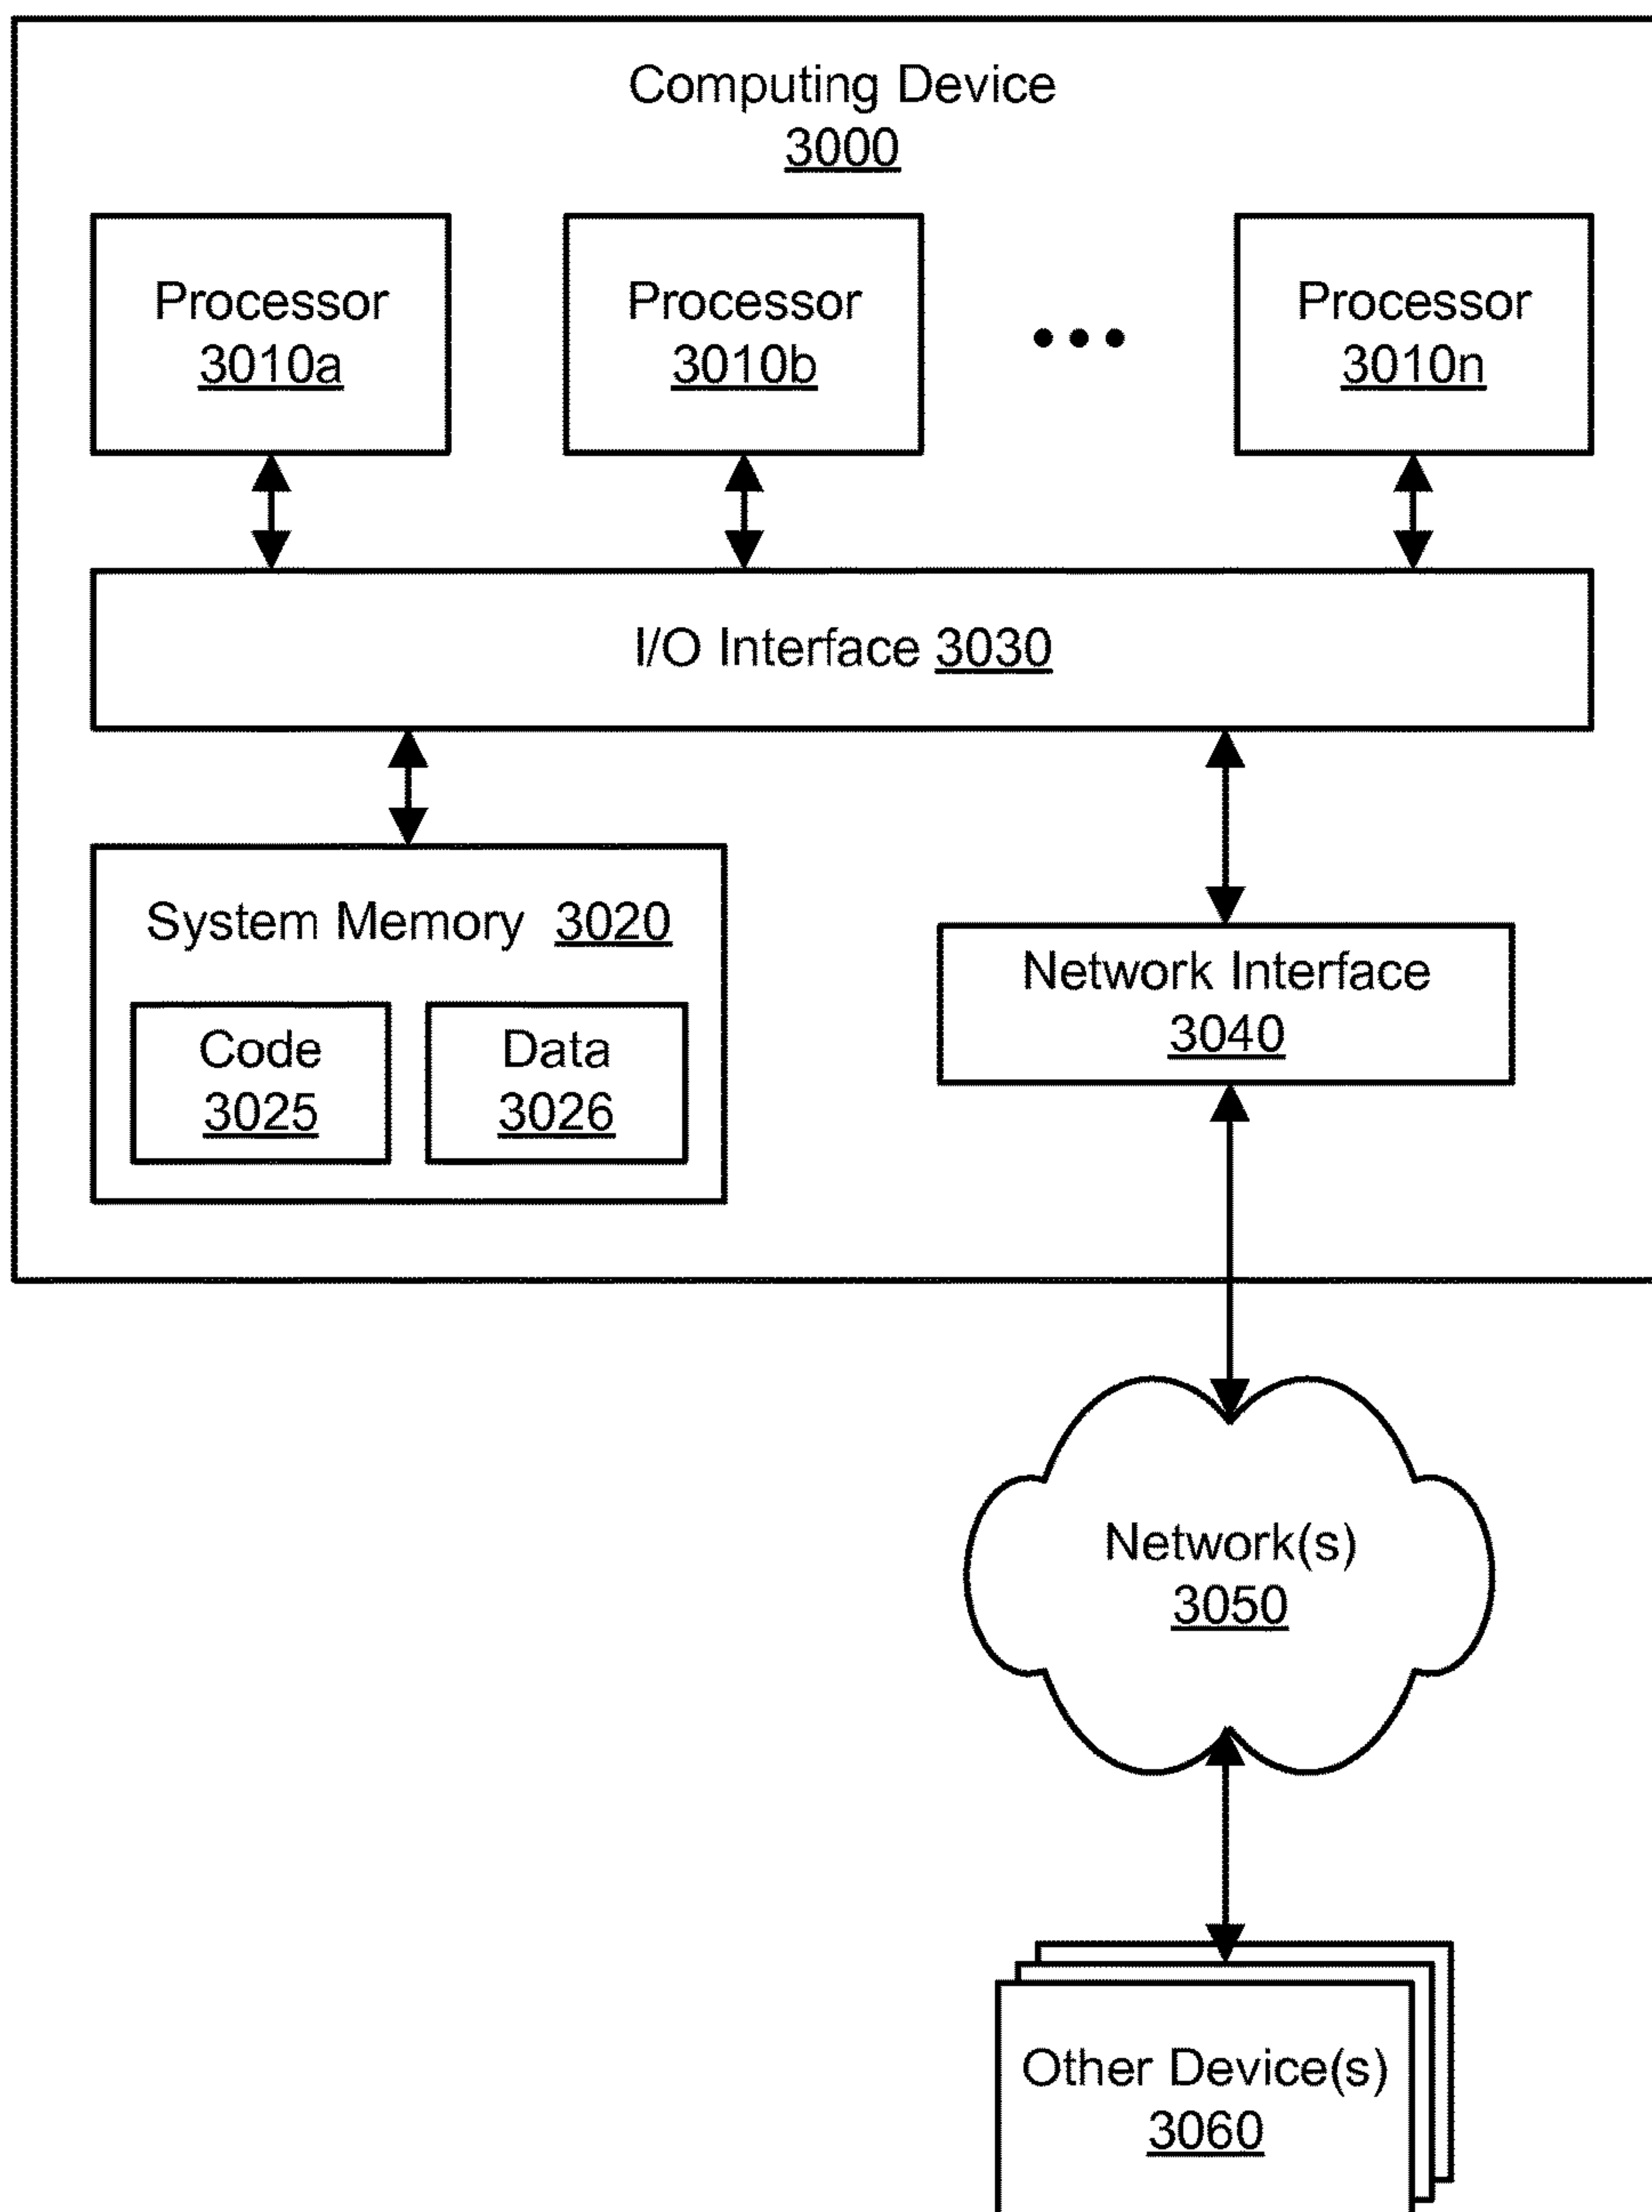 Computing Device
3000
Processor
3010a
Processor
3010b
Processor
3010n
I/O Interface 3030
System Memory 3020
Code
3025
Data
3026
Network Interface
3040
Network(s)
3050
Other Device(s)
3060